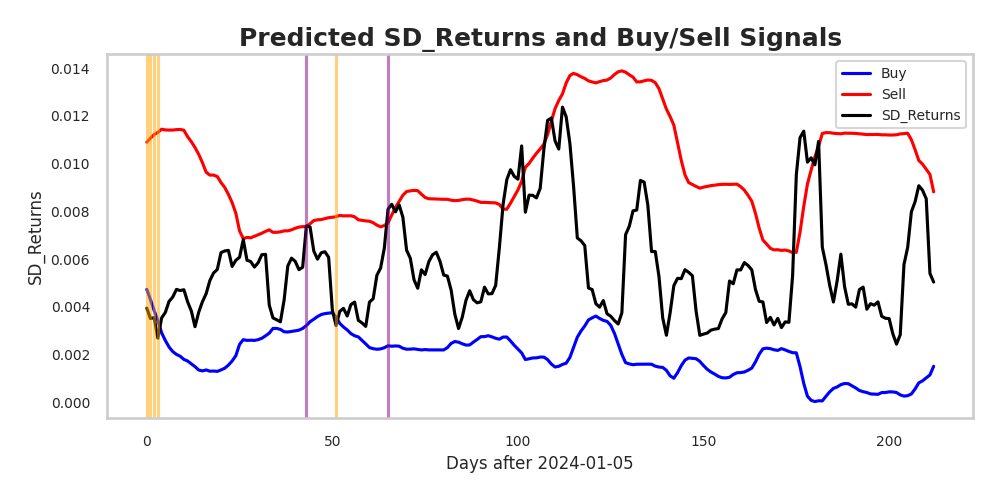 Predicted SD_Returns and Buy/Sell Signals
SD_Returns
0.014
0.012
0.010
0.008
0.006
0.004
0.002
0.000
Buy
Sell
SD_Returns
0
50
100
150
200
Days after 2024-01-05